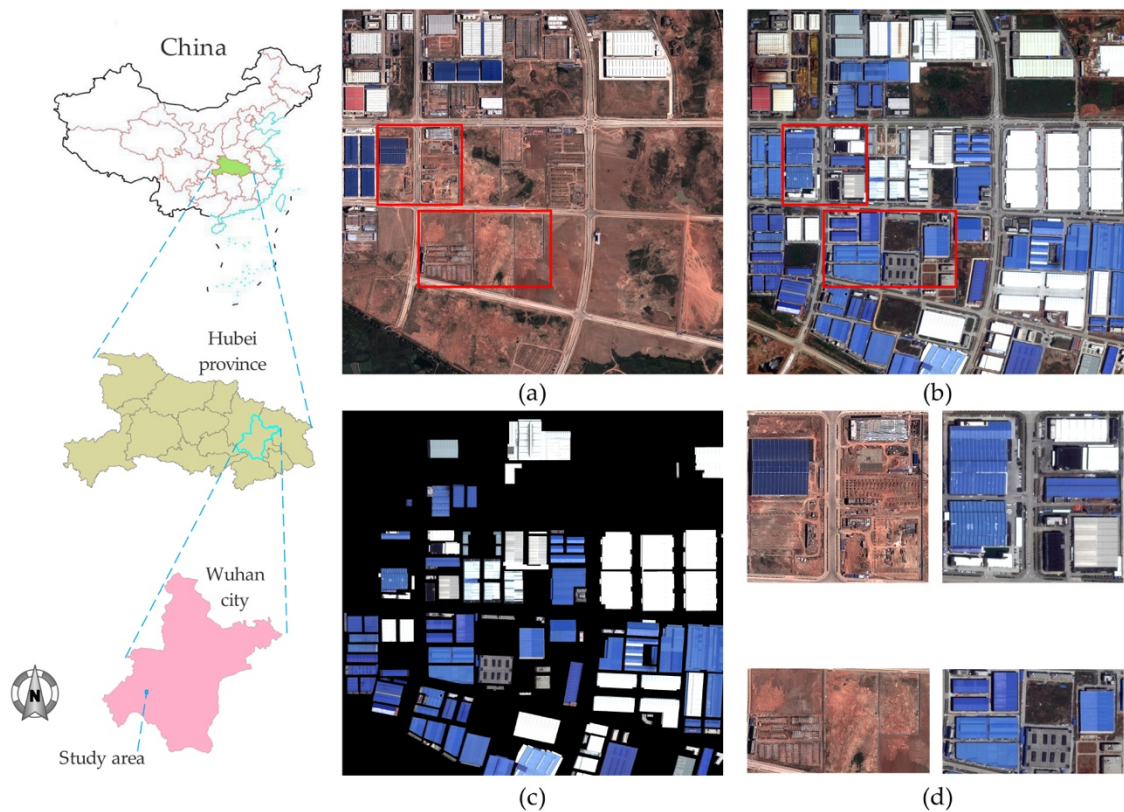 China
Hubei
province
Wuhan
city
N
Study area
(a)
(b)
(c)
(d)